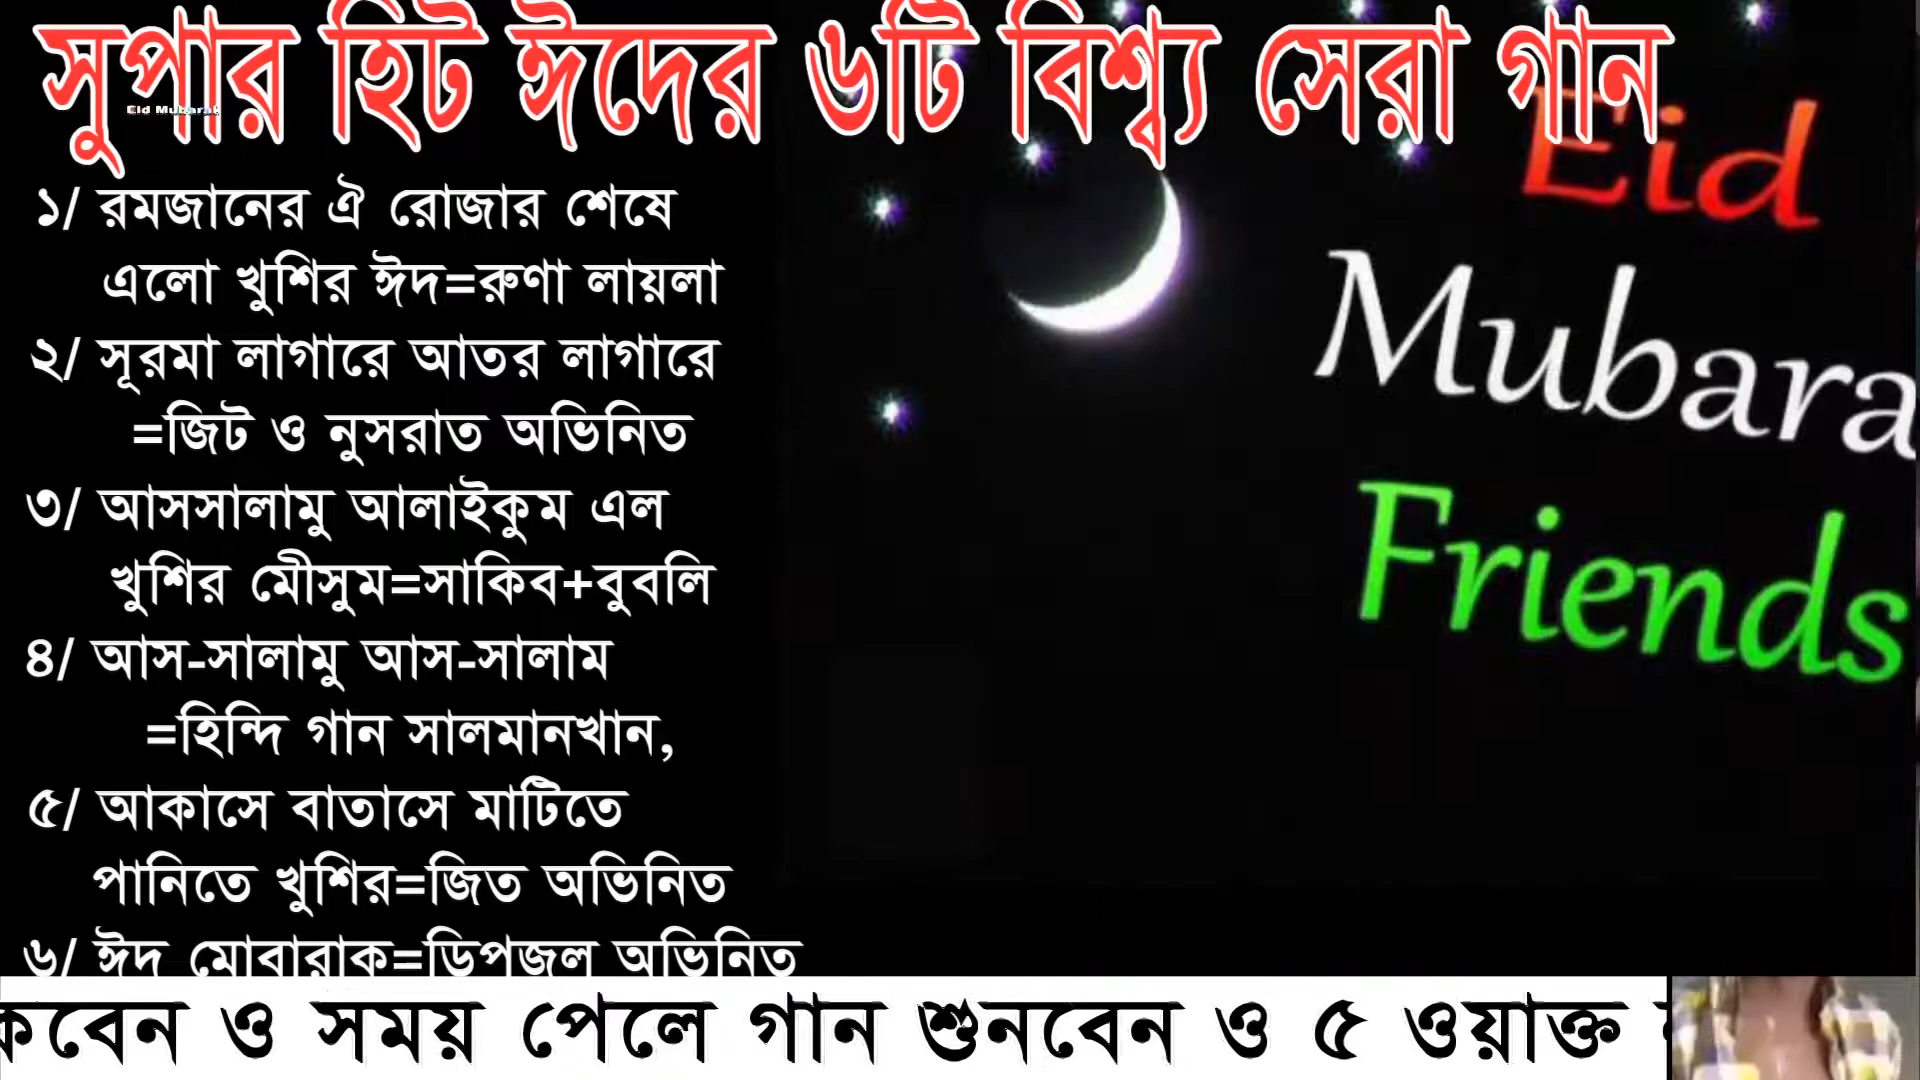 সুপার হিট ঈদের ৬টি বিশ্ব্য সেরা গান
Eid Mubarak
১/ রমজানের ঐ রোজার শেষে
এলো খুশির ঈদ=রুণা লায়লা
২/ সূরমা লাগারে আতর লাগারে
=জিট ও নুসরাত অভিনিত
৩/ আসসালামু আলাইকুম এল
খুশির মৌসুম=সাকিব+বুবলি
৪/ আস-সালামু আস-সালাম
=হিন্দি গান সালমানখান,
৫/ আকাসে বাতাসে মাটিতে
পানিতে খুশির=জিত অভিনিত
৬/ ঈদ মোবারাক=ডিপজল অভিনিত
Eid
Mubara
Friends
কবেন ও সময় পেলে গান শুনবেন ও ৫ ওয়াক্ত